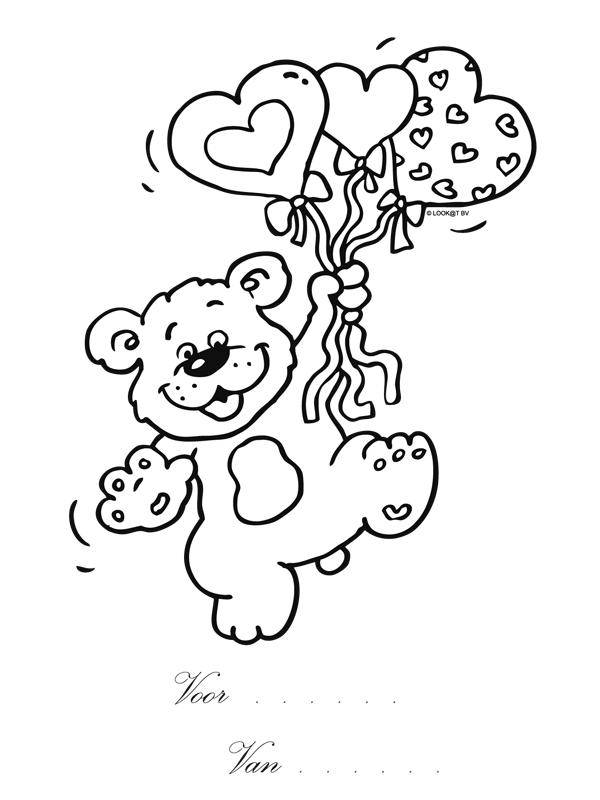 © LOOK@T BV
Voor . . . . . .
Van . . . . . .